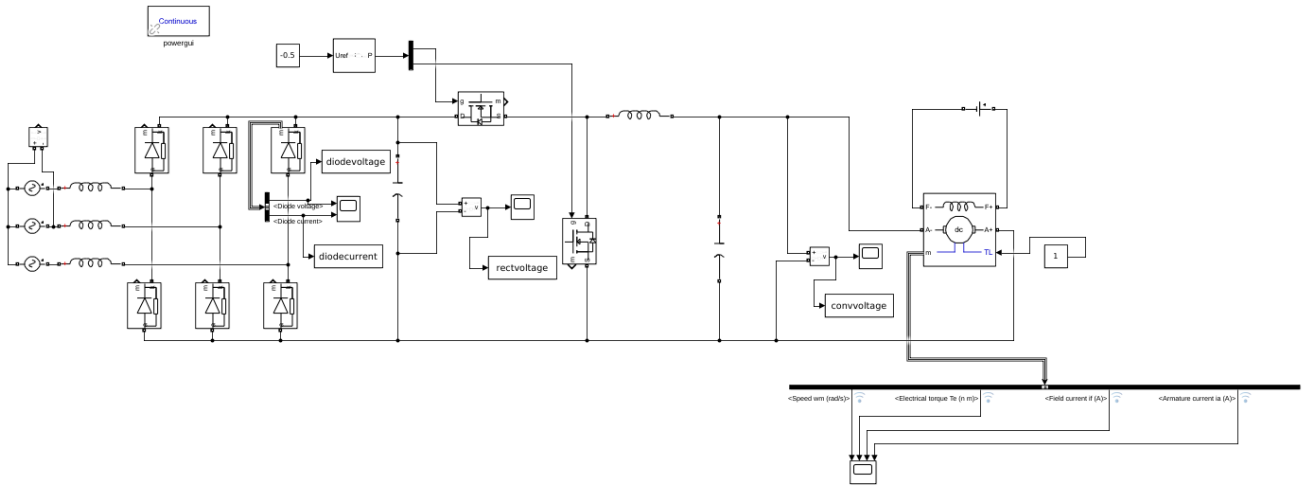 Continuous
powergui
-0.5
Uref
P
g
m
diodevoltage
<Diode voltage>
<Diode current>
diodecurrent
v
rectvoltage
v
convvoltage
F-
F+
dc
A-
A+
m
TL
1
<Speed wm (rad/s)>
<Electrical torque Te (n m)>
<Field current if (A)>
<Armature current ia (A)>